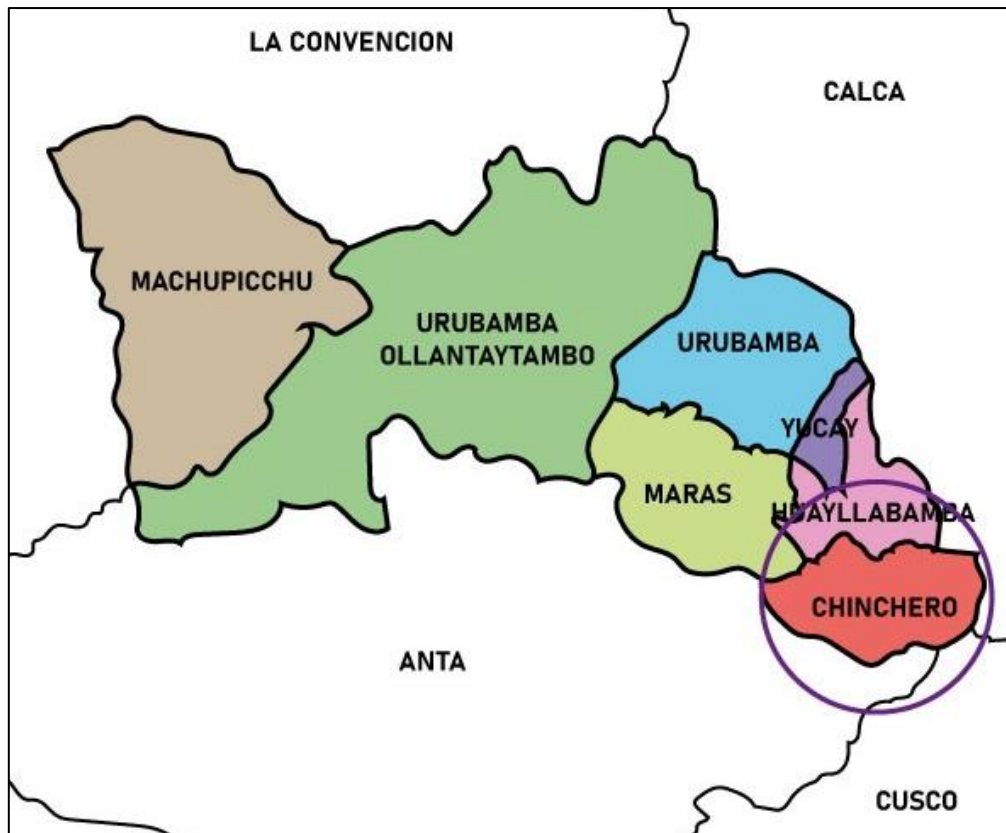 LA CONVENCION
CALCA
MACHUPICCHU
URUBAMBA
OLLANTAYTAMBO
URUBAMBA
YUCAY
MARAS
HUAYLLABAMBA
CHINCHERO
ANTA
CUSCO